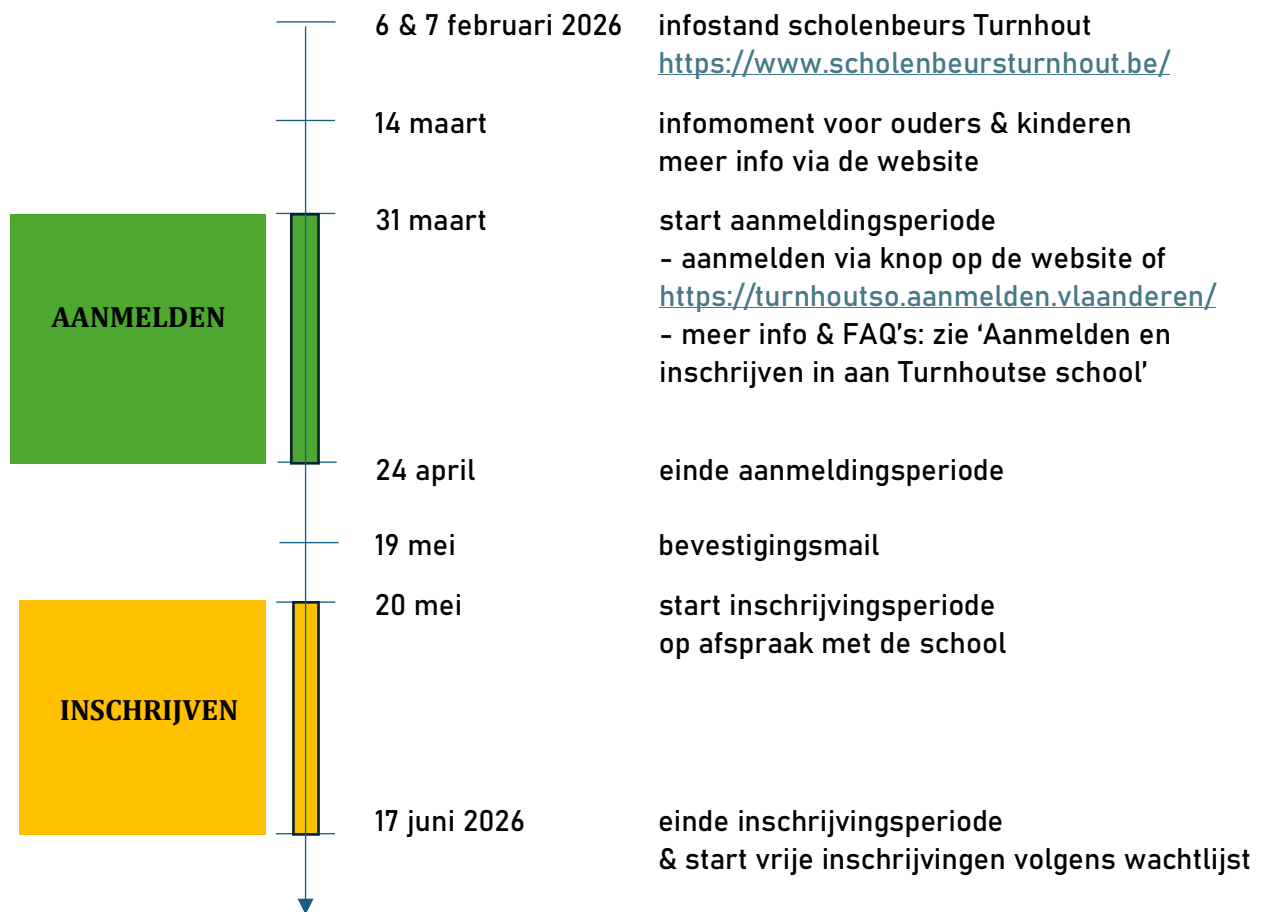 6 & 7 februari 2026 infostand scholenbeurs Turnhout
https://www.scholenbeursturnhout.be/
14 maart infomoment voor ouders & kinderen
meer info via de website
31 maart start aanmeldingsperiode
- aanmelden via knop op de website of
https://turnhoutso.aanmelden.vlaanderen/
AANMELDEN
- meer info & FAQ's: zie ‘Aanmelden en
inschrijven in aan Turnhoutse school’
24 april einde aanmeldingsperiode
19 mei bevestigingsmail
20 mei start inschrijvingsperiode
op afspraak met de school
INSCHRIJVEN
17 juni 2026 einde inschrijvingsperiode
& start vrije inschrijvingen volgens wachtlijst